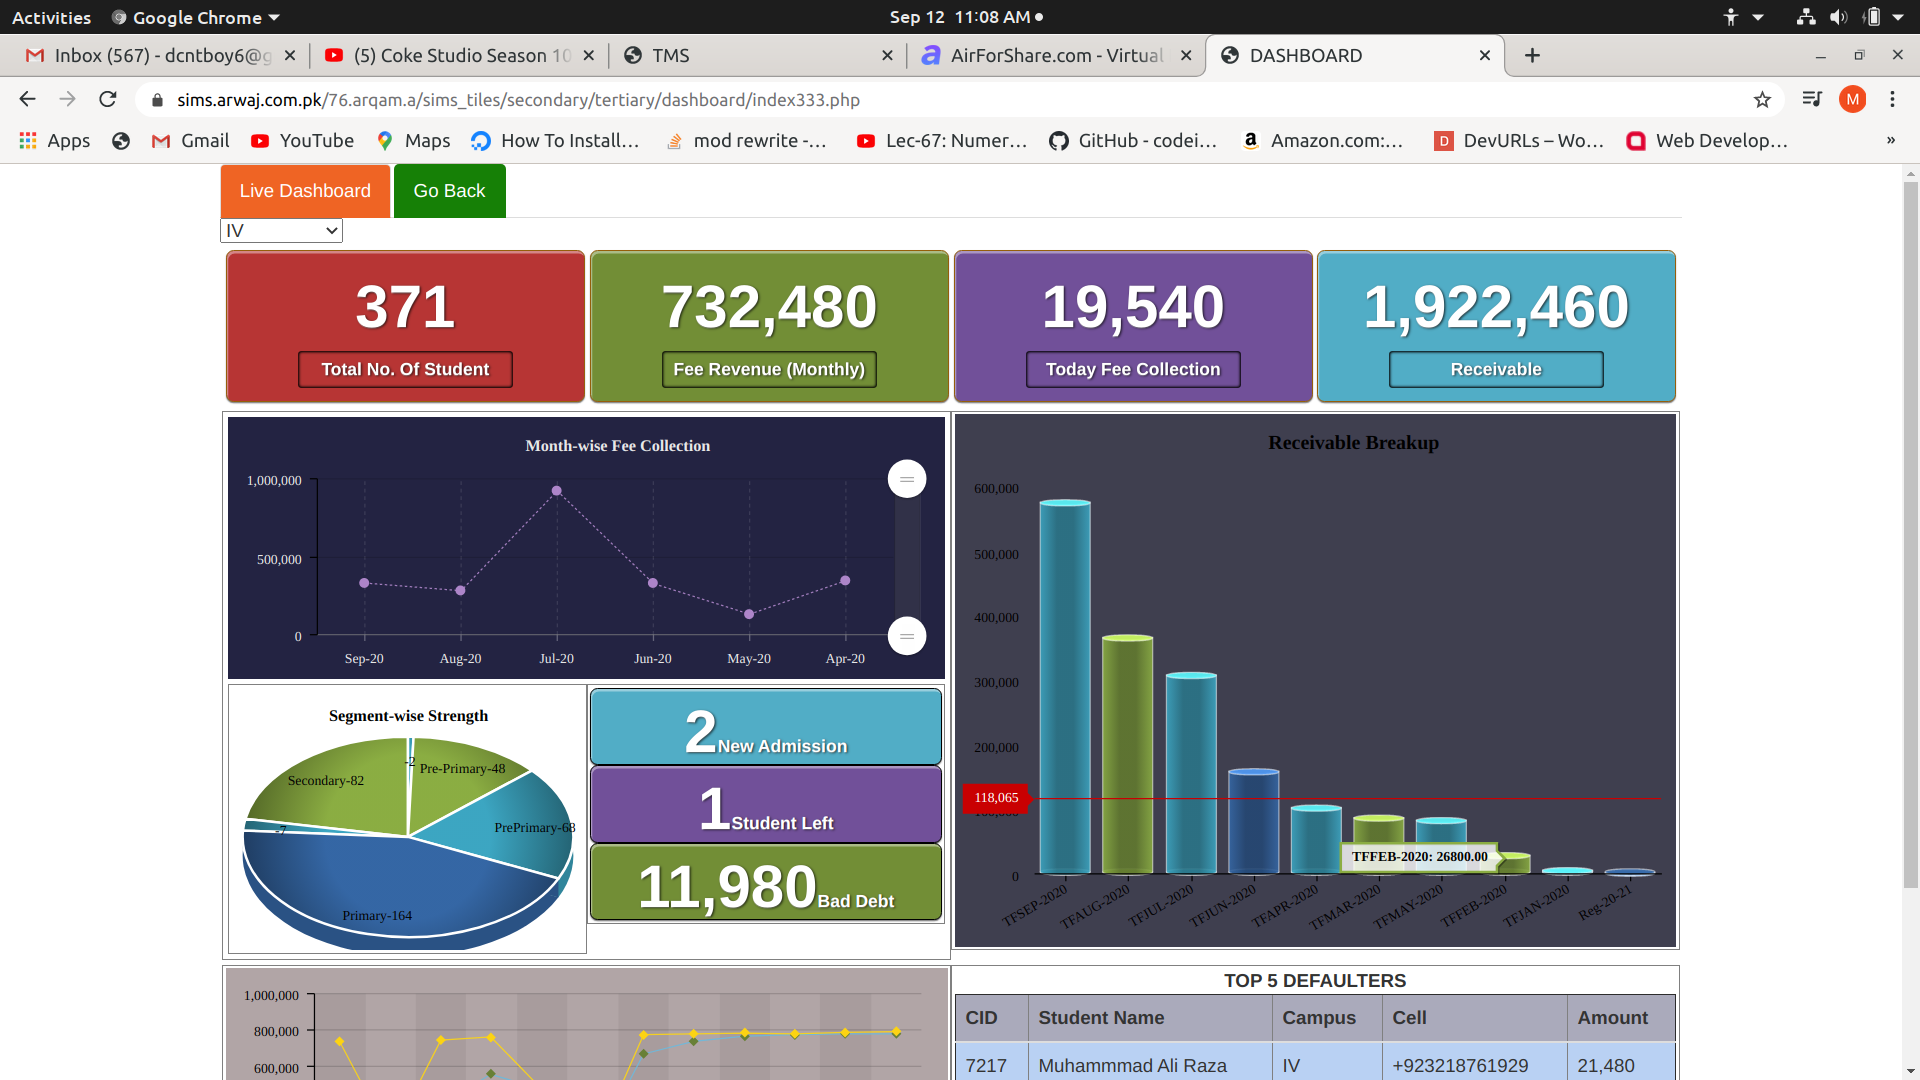 Activities
Google Chrome
Sep 12 11:08 AM
Inbox (567) - dcntboy6@g
(5) Coke Studio Season 10
TMS
AirForShare.com - Virtual
DASHBOARD
sims.arwaj.com.pk/76.arqam.a/sims_tiles/secondary/tertiary/dashboard/index333.php
M
Apps
Gmail
YouTube
Maps
How To Install...
mod rewrite -...
Lec-67: Numer...
GitHub - codei...
Amazon.com:...
DevURLs – Wo...
Web Develop...
»
Live Dashboard
Go Back
IV
371
Total No. Of Student
732,480
Fee Revenue (Monthly)
19,540
Today Fee Collection
1,922,460
Receivable
Month-wise Fee Collection
1,000,000
500,000
0
Sep-20
Aug-20
Jul-20
Jun-20
May-20
Apr-20
Receivable Breakup
600,000
500,000
400,000
300,000
200,000
118,065
0
TFFEB-2020: 26800.00
TFSEP-2020
TFAUG-2020
TFJUL-2020
TFJUN-2020
TFAPR-2020
TFMAR-2020
TFMAY-2020
TFFEB-2020
TFJAN-2020
Reg-20-21
Segment-wise Strength
-2
Pre-Primary-48
Secondary-82
PrePrimary-68
-7
Primary-164
2 New Admission
1 Student Left
11,980 Bad Debt
1,000,000
800,000
600,000
TOP 5 DEFAULTERS
CID Student Name Campus Cell Amount
7217 Muhammmad Ali Raza IV +923218761929 21,480